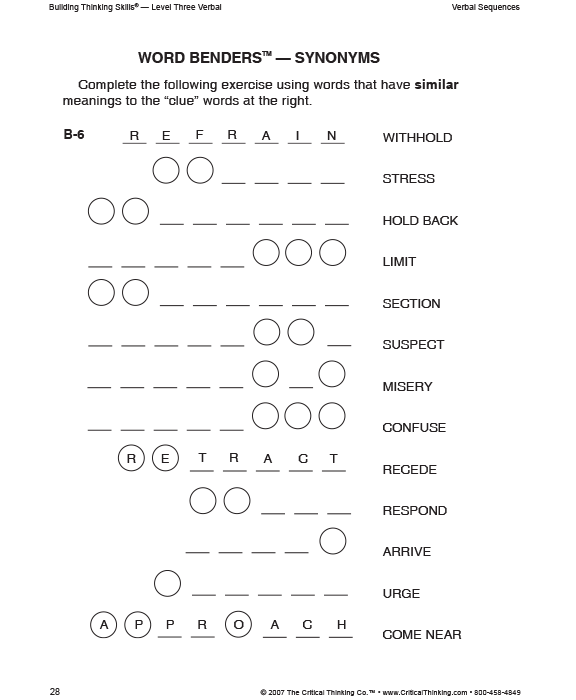 Building Thinking Skills® — Level Three Verbal
Verbal Sequences
WORD BENDERS™ — SYNONYMS
Complete the following exercise using words that have similar
meanings to the “clue” words at the right.
B-6 R E F R A I N WITHHOLD
STRESS
HOLD BACK
LIMIT
SECTION
SUSPECT
MISERY
CONFUSE
R E T R A C T RECEDE
RESPOND
ARRIVE
URGE
A P P R O A C H COME NEAR
28
© 2007 The Critical Thinking Co.™ • www.CriticalThinking.com • 800-458-4849